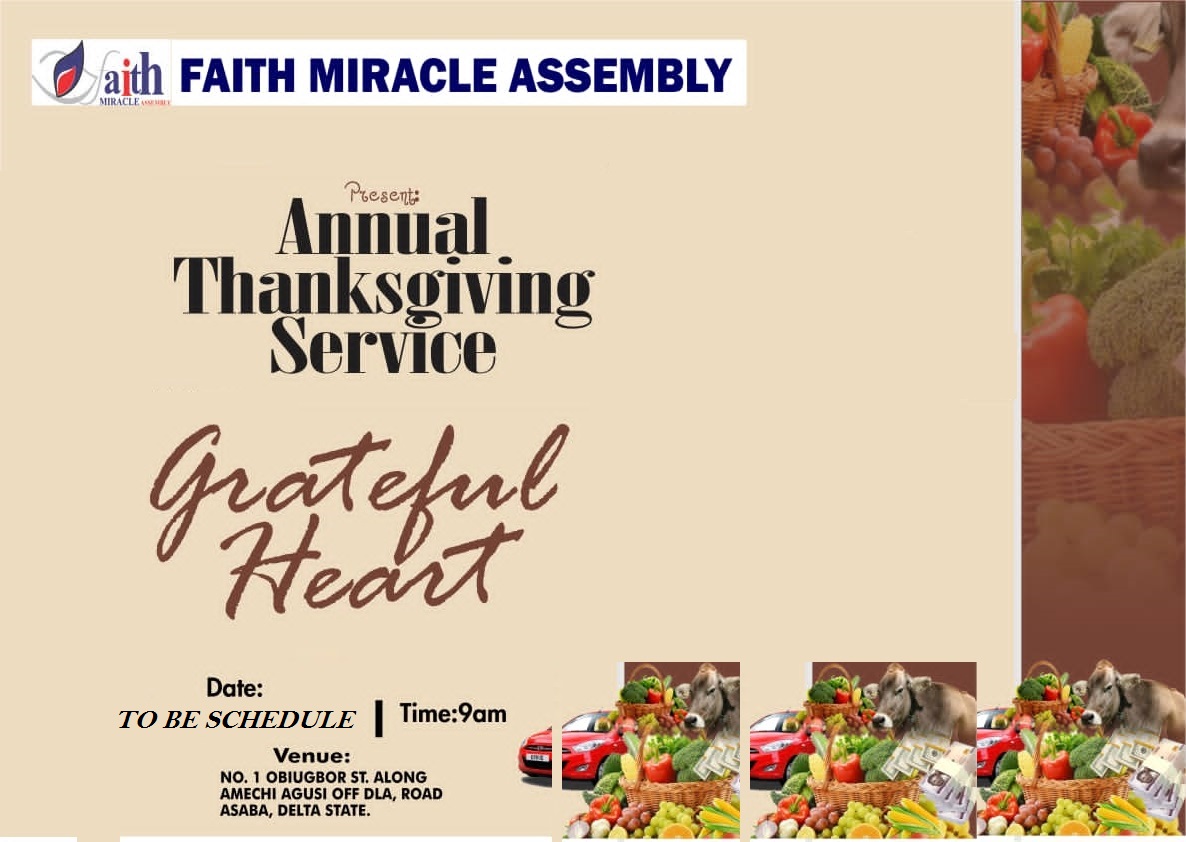 faith
MIRACLE ASSEMBLY
FAITH MIRACLE ASSEMBLY
Present:
Annual
Thanksgiving
Service
Grateful
Heart
Date:
TO BE SCHEDULE
Time:9am
Venue:
NO. 1 OBIUGBOR ST. ALONG
AMECHI AGUSI OFF DLA, ROAD
ASABA, DELTA STATE.